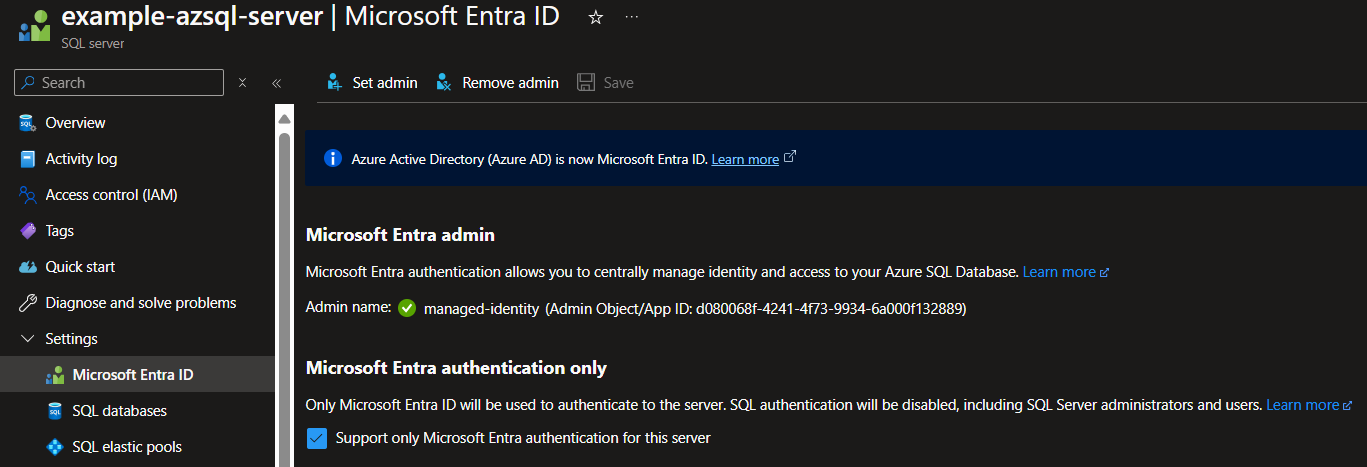 example-azsql-server | Microsoft Entra ID
SQL server
Search
Set admin
Remove admin
Save
Overview
Activity log
Access control (IAM)
Tags
Quick start
Diagnose and solve problems
Settings
Microsoft Entra ID
SQL databases
SQL elastic pools
Azure Active Directory (Azure AD) is now Microsoft Entra ID. Learn more
Microsoft Entra admin
Microsoft Entra authentication allows you to centrally manage identity and access to your Azure SQL Database. Learn more
Admin name: managed-identity (Admin Object/App ID: d080068f-4241-4f73-9934-6a000f132889)
Microsoft Entra authentication only
Only Microsoft Entra ID will be used to authenticate to the server. SQL authentication will be disabled, including SQL Server administrators and users. Learn more
Support only Microsoft Entra authentication for this server